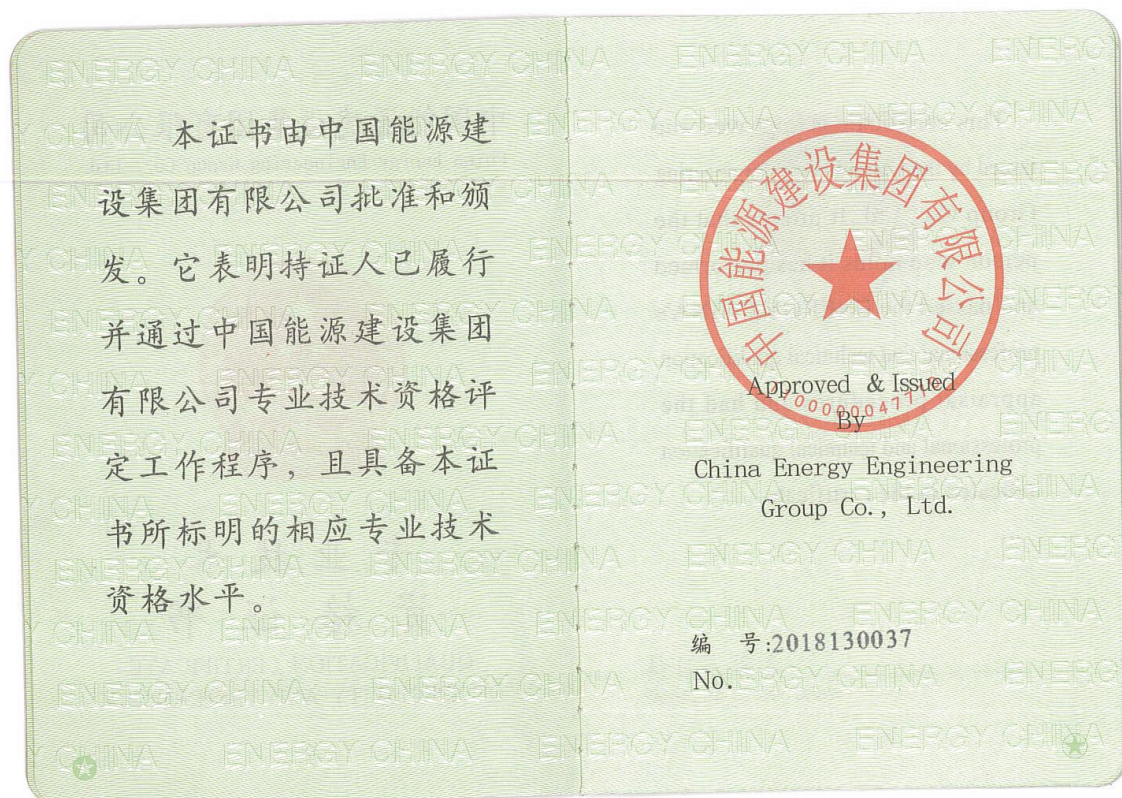 本证书由中国能源建
设集团有限公司批准和颁
发。它表明持证人已履行
并通过中国能源建设集团
有限公司专业技术资格评
定工作程序，且具备本证
书所标明的相应专业技术
资格水平。
中国能源建设集团有限公司
Approved & Issued
By
China Energy Engineering
Group Co., Ltd.
编 号:2018130037
No.
ENERGY CHINA